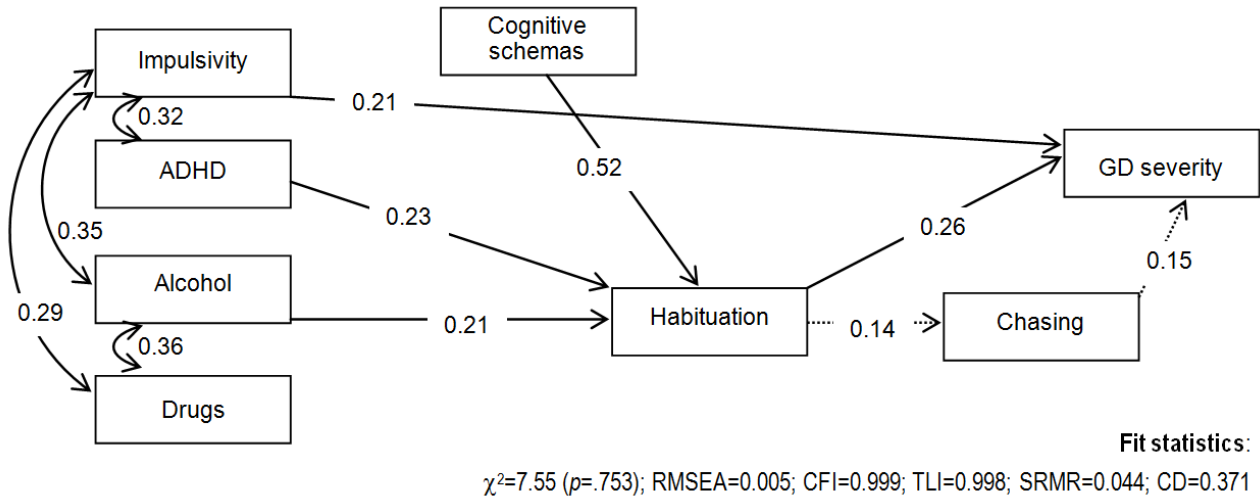 Cognitive
schemas
Impulsivity
0.21
0.32
ADHD
0.52
GD severity
0.23
0.35
0.26
0.15
Alcohol
0.29
0.21
Habituation
0.14
Chasing
0.36
Drugs
Fit statistics:
χ²=7.55 (p=.753); RMSEA=0.005; CFI=0.999; TLI=0.998; SRMR=0.044; CD=0.371